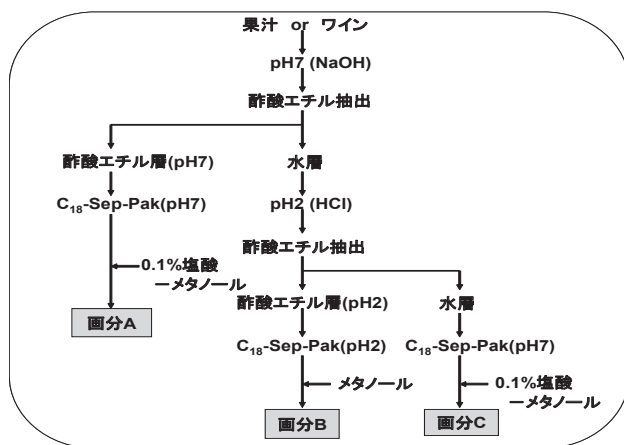 果汁 or ワイン
pH7 (NaOH)
酢酸エチル抽出
酢酸エチル層(pH7)
水層
C₁₈-Sep-Pak(pH7)
pH2 (HCl)
酢酸エチル抽出
0.1%塩酸
ーメタノール
画分A
酢酸エチル層(pH2)
水層
C₁₈-Sep-Pak(pH2)
C₁₈-Sep-Pak(pH7)
メタノール
0.1%塩酸
ーメタノール
画分B
画分C